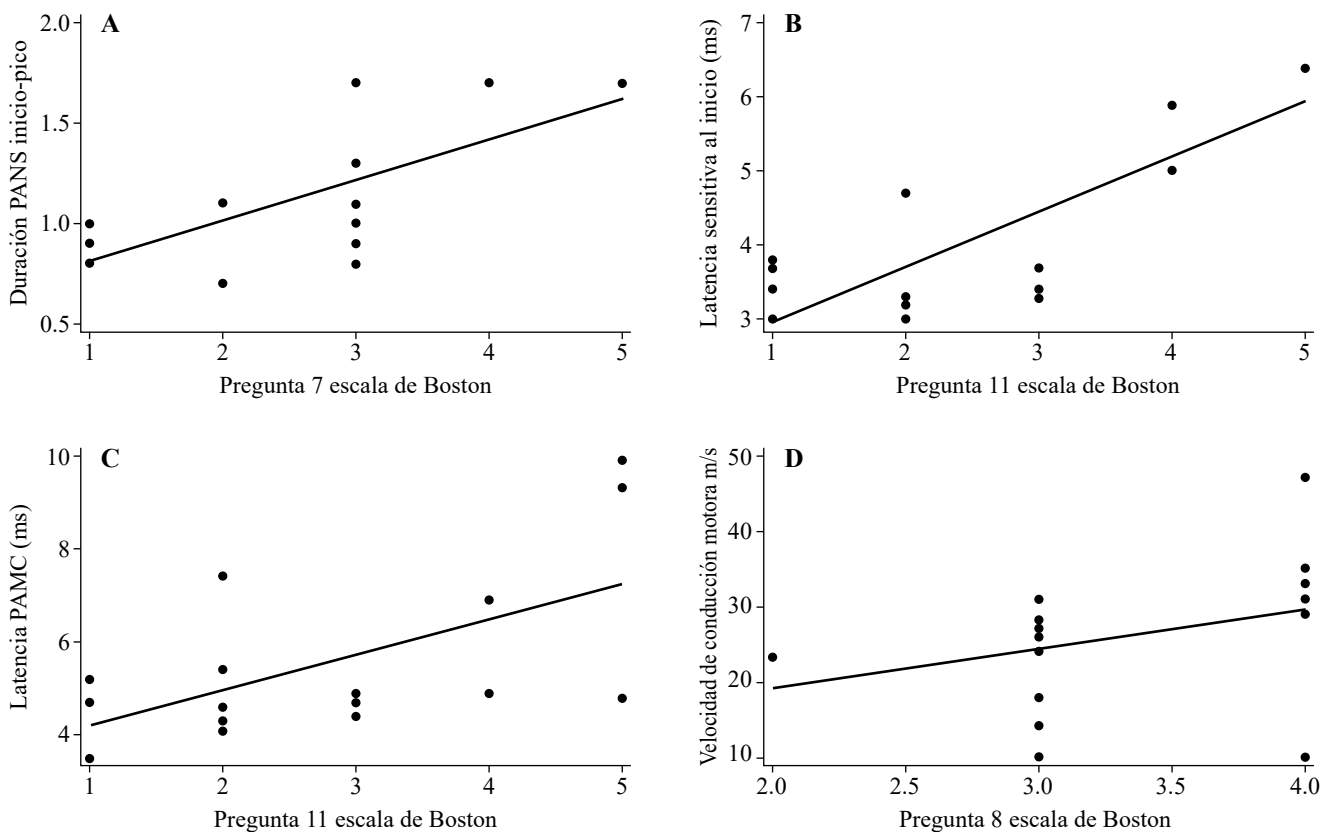 A
Duración PANS inicio-pico
2.0
1.5
1.0
0.5
1 2 3 4 5
Pregunta 7 escala de Boston
B
Latencia sensitiva al inicio (ms)
7
6
5
4
3
1 2 3 4 5
Pregunta 11 escala de Boston
C
Latencia PAMC (ms)
10
8
6
4
1 2 3 4 5
Pregunta 11 escala de Boston
D
Velocidad de conducción motora m/s
50
40
30
20
10
2.0 2.5 3.0 3.5 4.0
Pregunta 8 escala de Boston